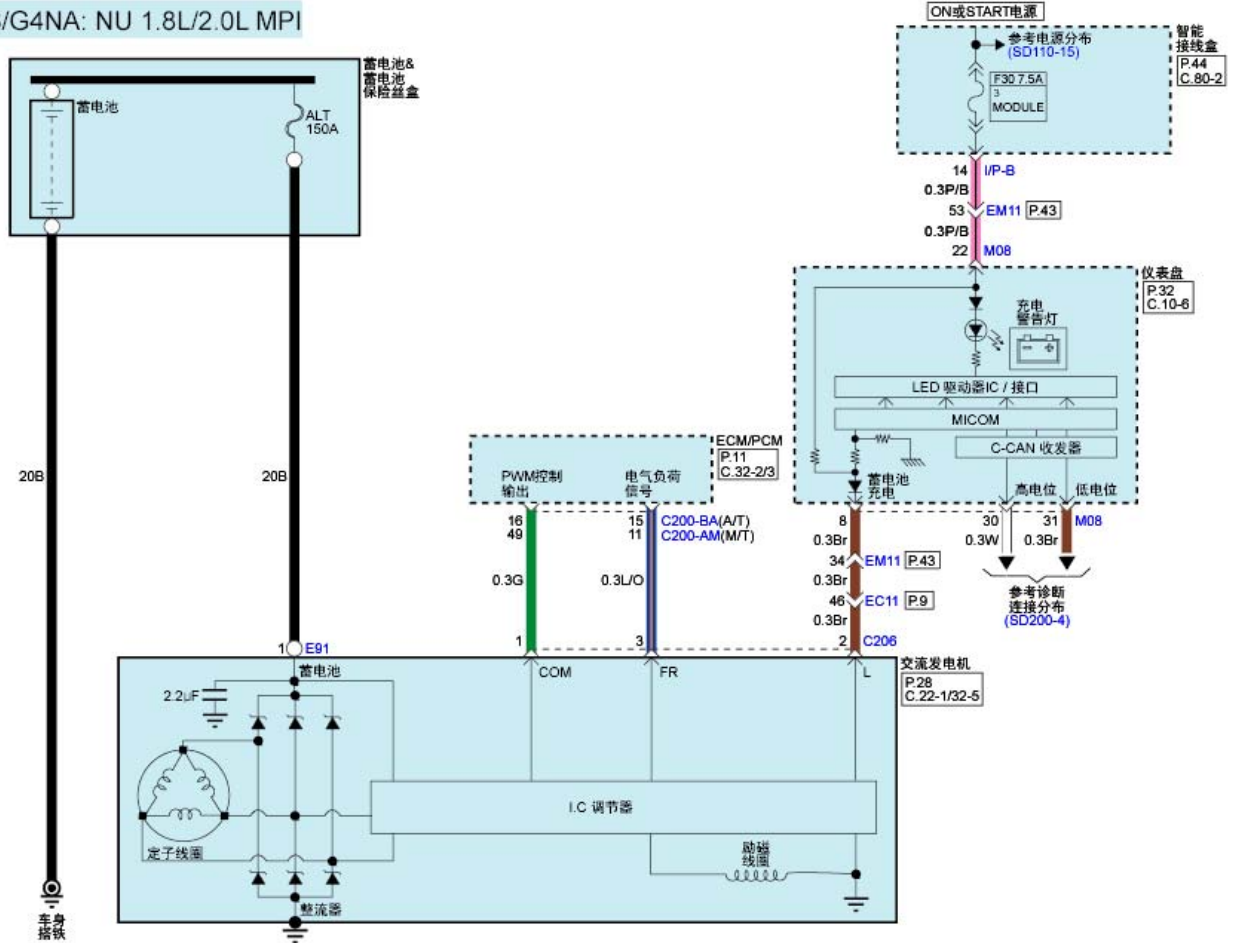 /G4NA: NU 1.8L/2.0L MPI
ON或START电源
蓄电池&
蓄电池
保险丝盒
蓄电池
ALT
150A
参考电源分布
(SD110-15)
智能
接线盒
P.44
C.80-2
F30 7.5A
3
MODULE
14 I/P-B
0.3P/B
53 EM11 P.43
0.3P/B
22 M08
仪表盘
P.32
C.10-6
充电
警告灯
LED 驱动器IC / 接口
MICOM
C-CAN 收发器
蓄电池
充电
高电位
低电位
ECM/PCM
P.11
C.32-2/3
PWM控制
输出
电气负荷
信号
20B
20B
16
49
15 C200-BA(A/T)
11 C200-AM(M/T)
0.3G
0.3L/O
8
0.3Br
34 EM11 P.43
0.3Br
46 EC11 P.9
0.3Br
30
0.3W
31 M08
0.3Br
参考诊断
连接分布
(SD200-4)
1 E91
1
3
2 C206
交流发电机
P.28
C.22-1/32-5
蓄电池
COM
FR
L
2.2μF
I.C 调节器
定子线圈
励磁
线圈
整流器
车身
搭铁